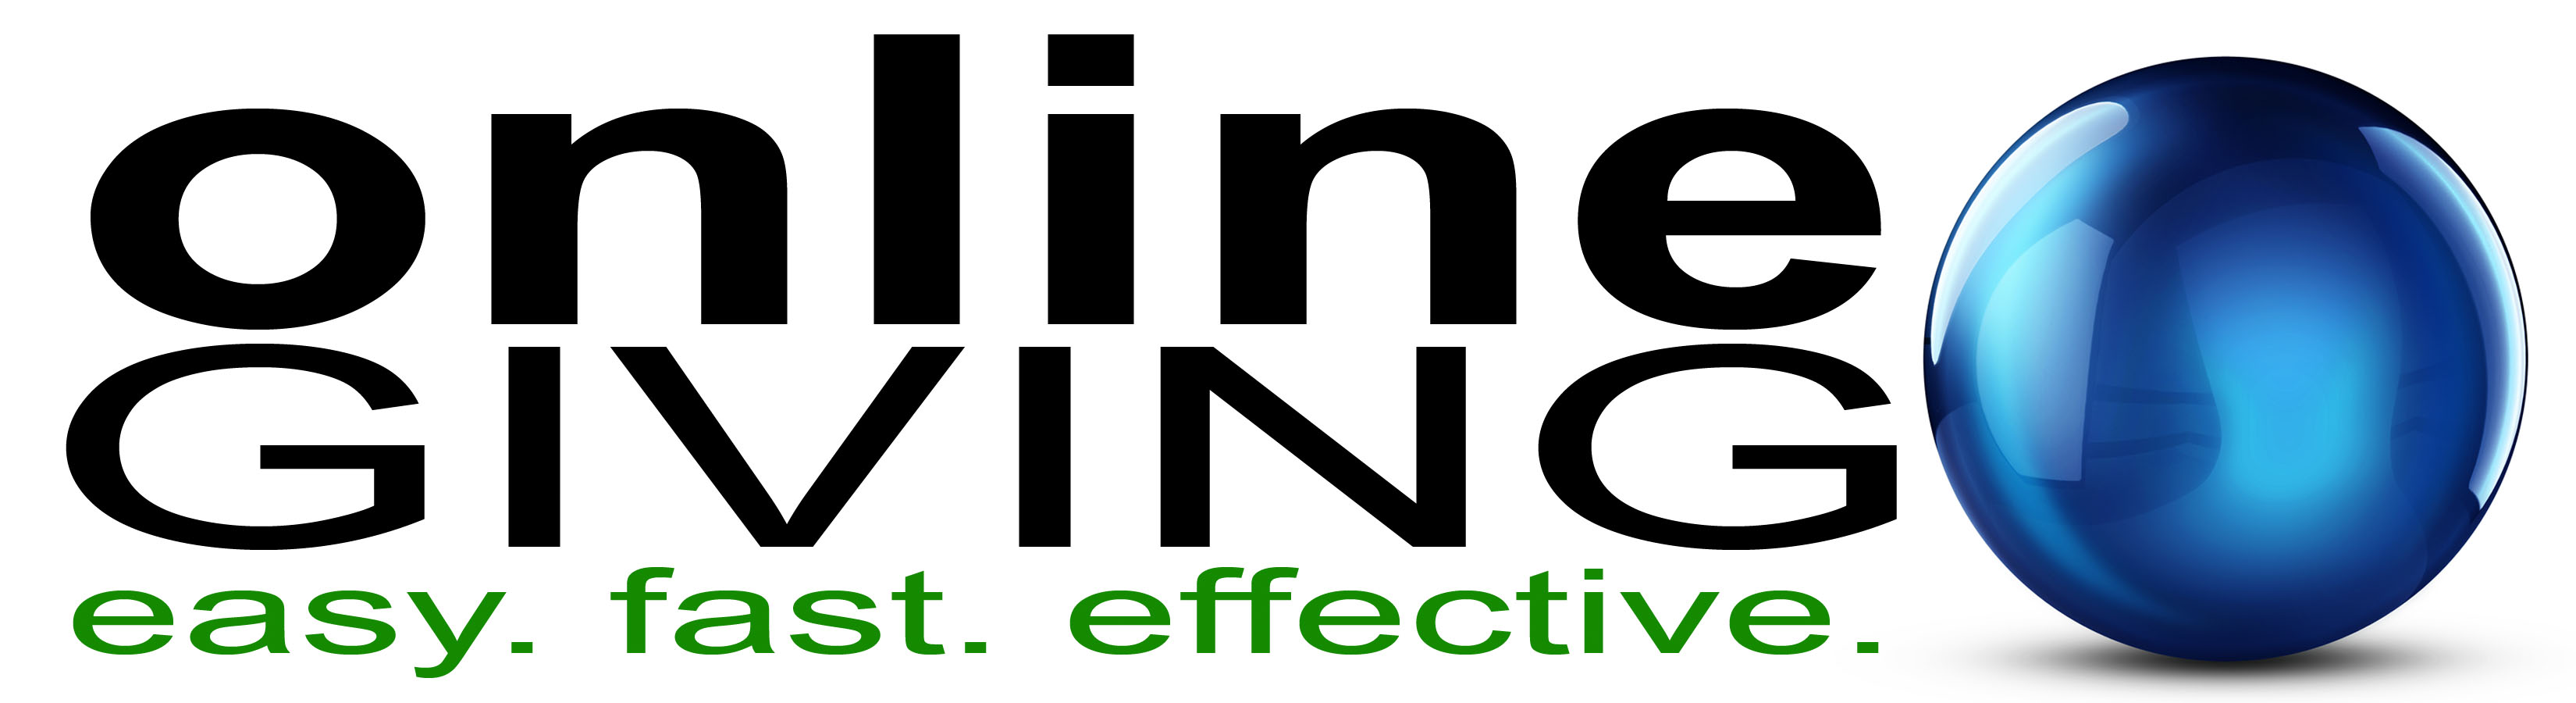 online
GIVING
easy. fast. effective.